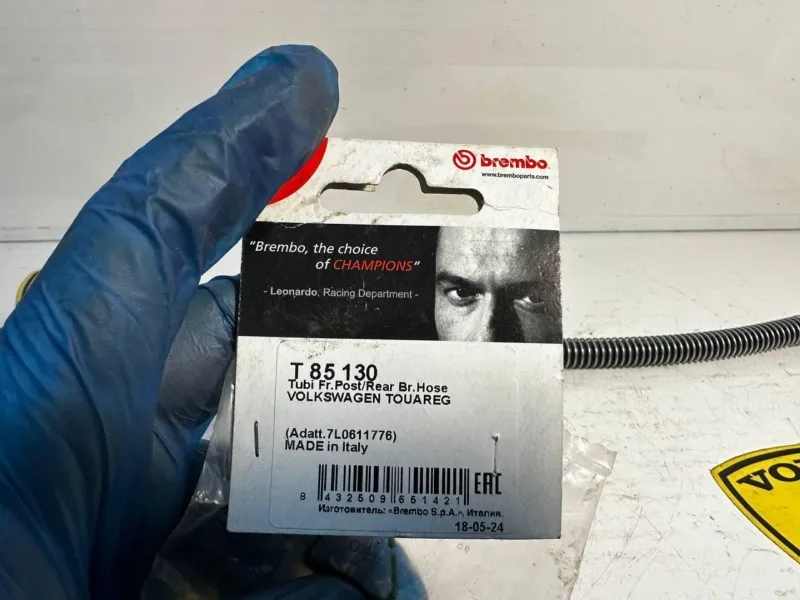 brembo
www.bremboparts.com
"Brembo, the choice
of CHAMPIONS"
- Leonardo, Racing Department -
T 85 130
Tubi Fr.Post/Rear Br.Hose
VOLKSWAGEN TOUAREG
(Adatt.7L0611776)
MADE in Italy
8 432509 651421
EAC
Изготовитель: «Brembo S.p.A.», Италия.
18-05-24